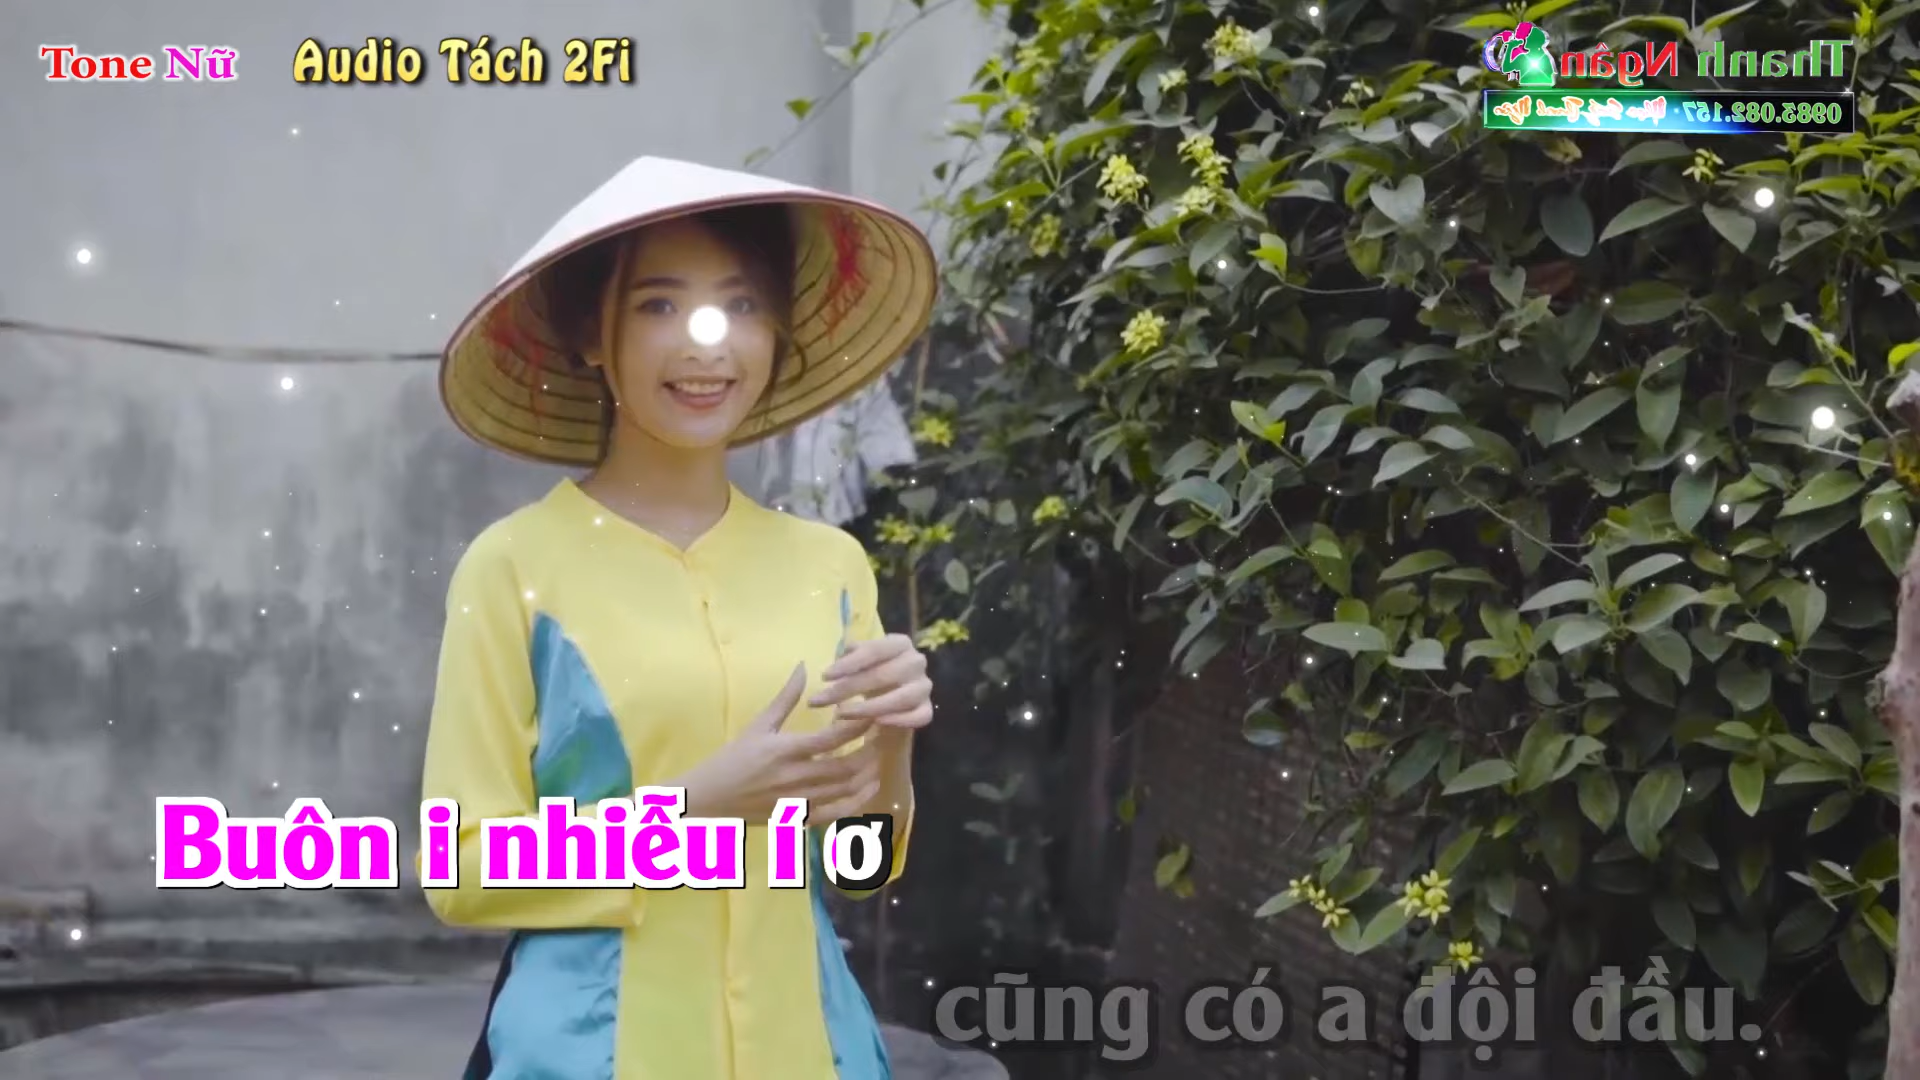 Tone Nữ
Audio Tách 2Fi
Thanh Ngân
0983.082.157
Buôn i nhiễu í ơ
cũng có a đội đầu.